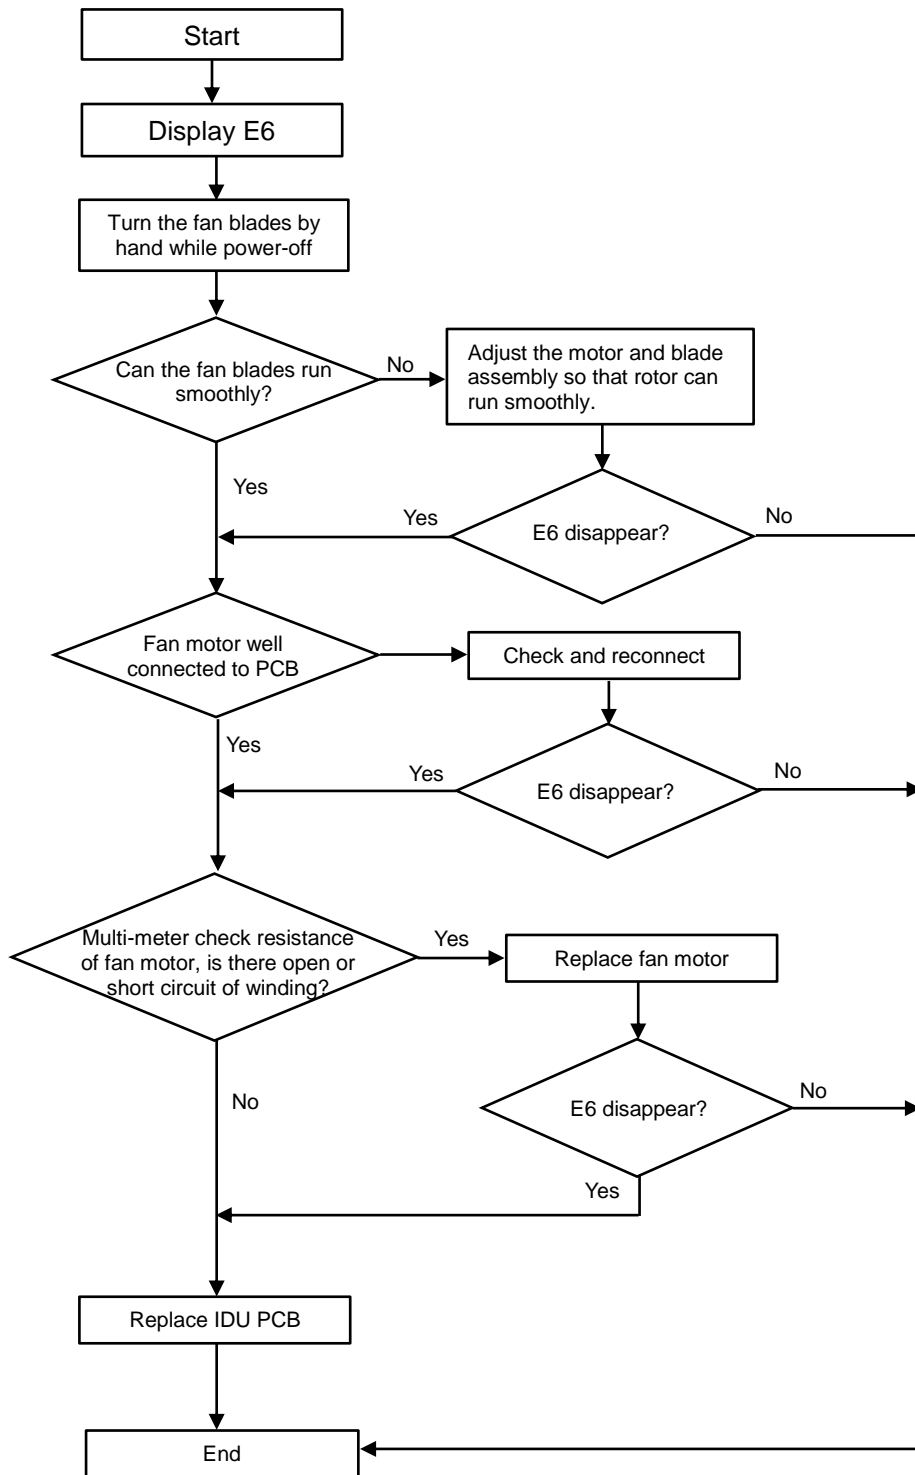 Start
Display E6
Turn the fan blades by
hand while power-off
Can the fan blades run
smoothly?
No
Adjust the motor and blade
assembly so that rotor can
run smoothly.
Yes
Yes
E6 disappear?
No
Fan motor well
connected to PCB
Check and reconnect
Yes
Yes
E6 disappear?
No
Multi-meter check resistance
of fan motor, is there open or
short circuit of winding?
Yes
Replace fan motor
No
E6 disappear?
No
Yes
Replace IDU PCB
End